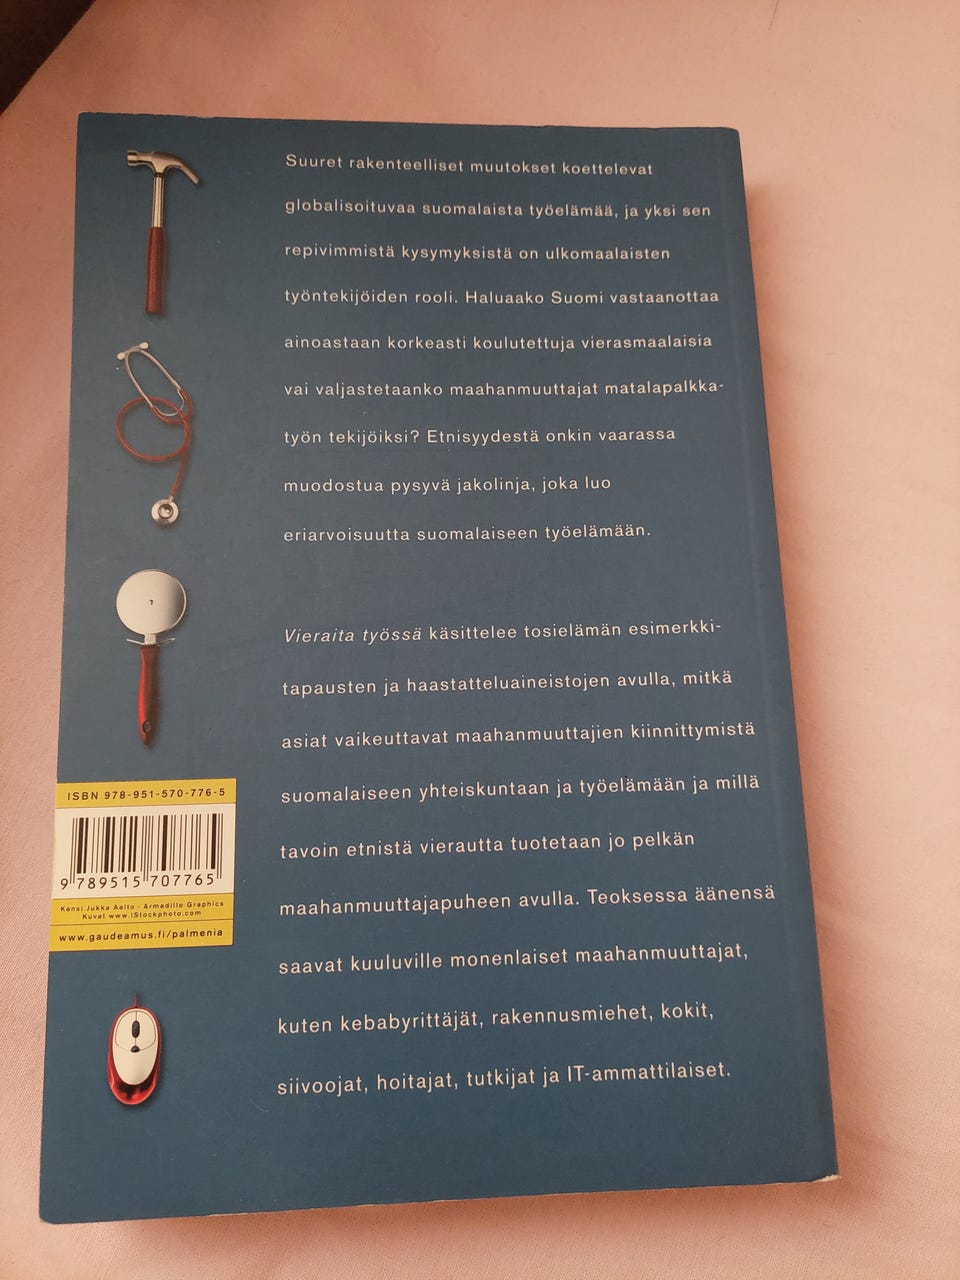 Suuret rakenteelliset muutokset koettelevat
globalisoituvaa suomalaista työelämää, ja yksi sen
repivimmistä kysymyksistä on ulkomaalaisten
työntekijöiden rooli. Haluaako Suomi vastaanottaa
ainoastaan korkeasti koulutettuja vierasmaalaisia
vai valjastetaanko maahanmuuttajat matalapalkka-
työn tekijöiksi? Etnisyydestä onkin vaarassa
muodostua pysyvä jakolinja, joka luo
eriarvoisuutta suomalaiseen työelämään.
Vieraita työssä käsittelee tosielämän esimerkki-
tapausten ja haastatteluaineistojen avulla, mitkä
asiat vaikeuttavat maahanmuuttajien kiinnittymistä
suomalaiseen yhteiskuntaan ja työelämään ja millä
tavoin etnistä vierautta tuotetaan jo pelkän
maahanmuuttajapuheen avulla. Teoksessa äänensä
saavat kuuluville monenlaiset maahanmuuttajat,
kuten kebabyrittäjät, rakennusmiehet, kokit,
siivoojat, hoitajat, tutkijat ja IT-ammattilaiset.
ISBN 978-951-570-776-5
9 789515 707765
Kansi Jukka Aalto · Armadillo Graphics
Kuvat www.iStockphoto.com
www.gaudeamus.fi/palmenia